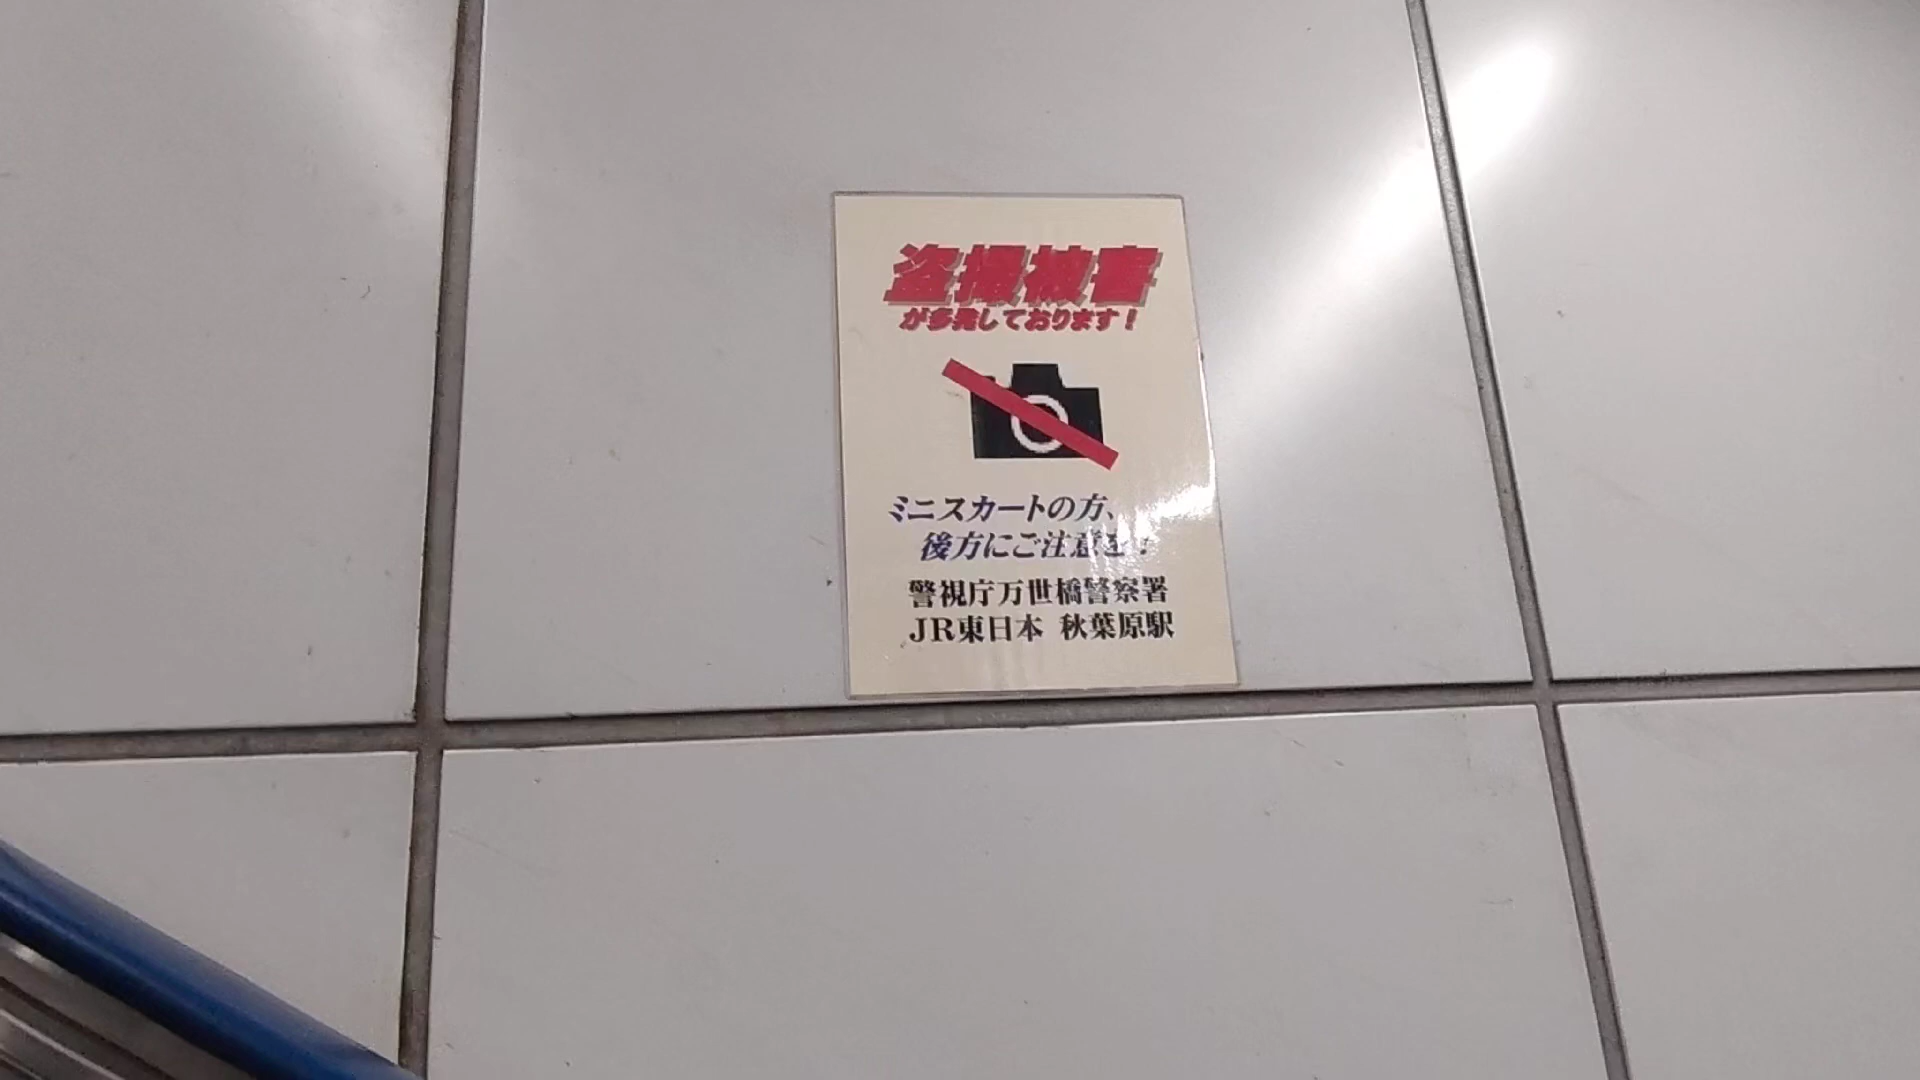 盗撮被害
が多発しております！
ミニスカートの方、
後方にご注意を！
警視庁万世橋警察署
JR東日本 秋葉原駅